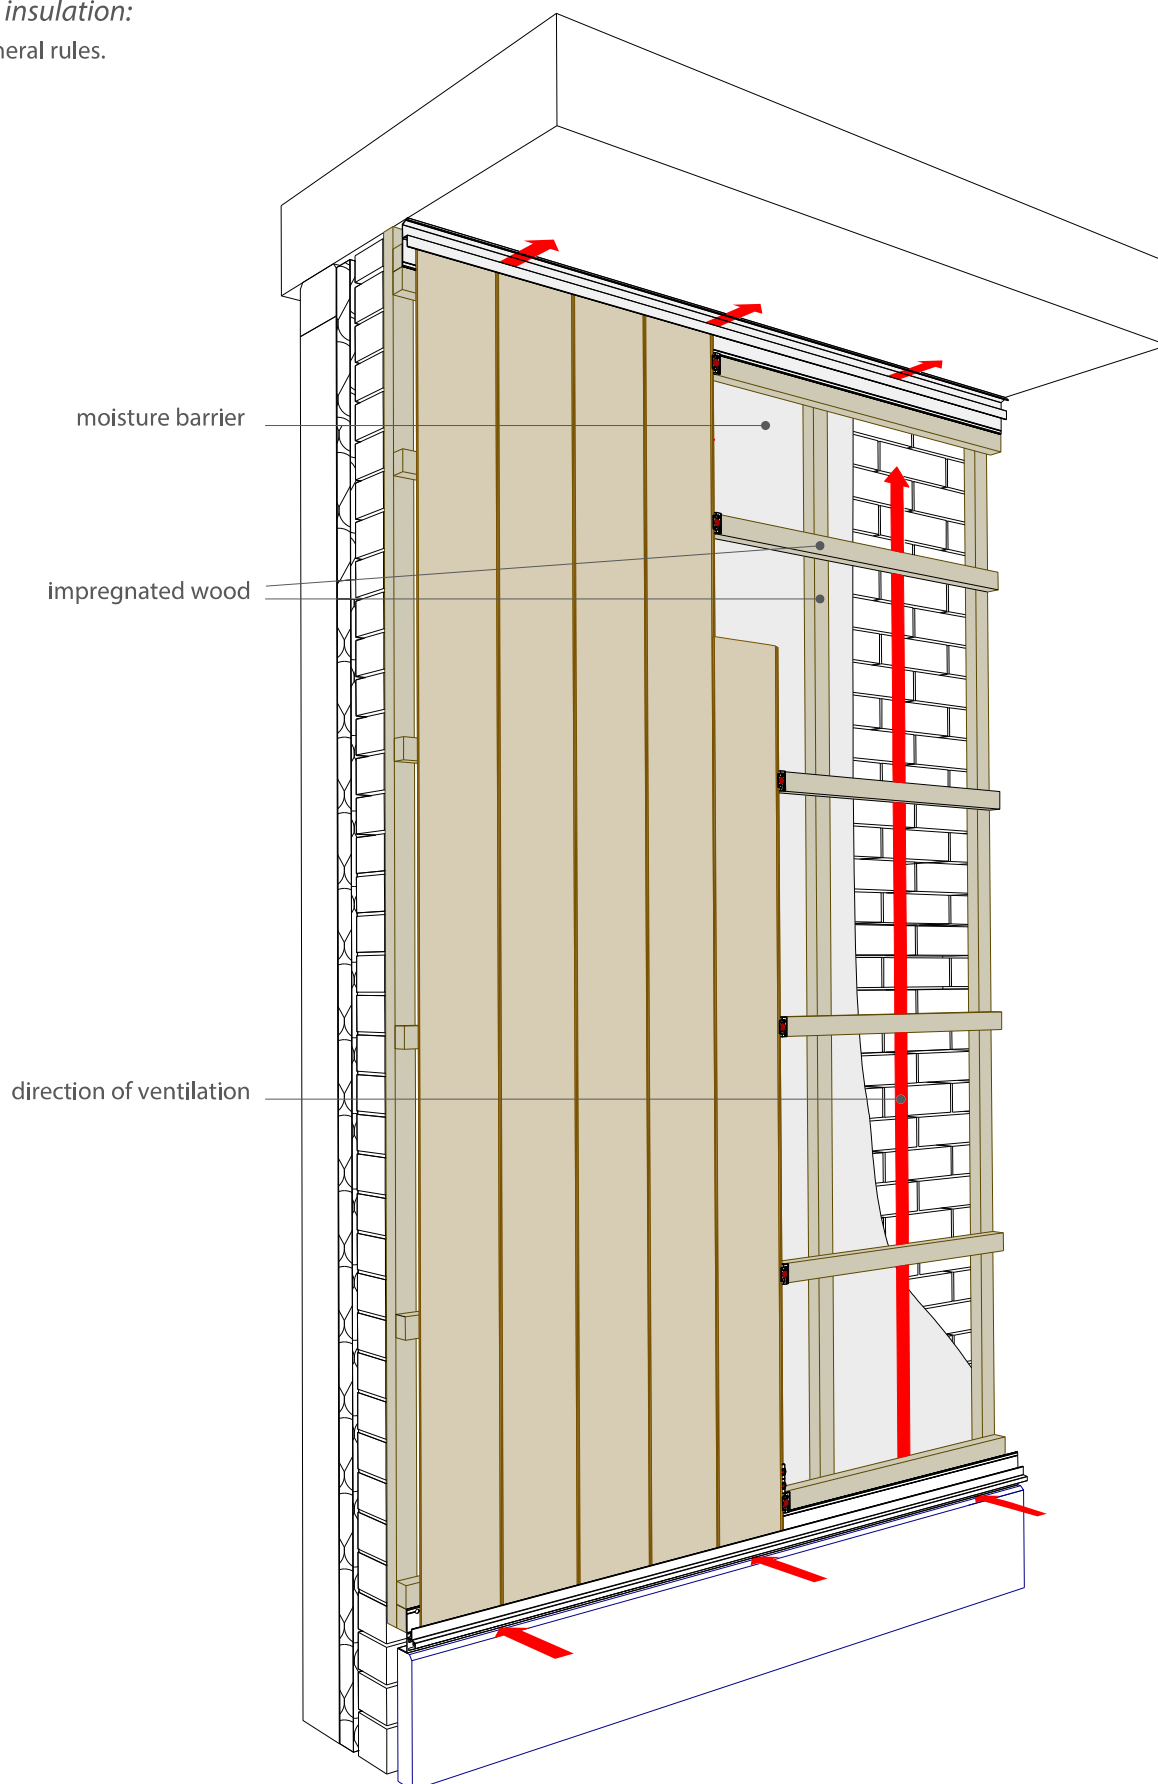 insulation:
neral rules.
moisture barrier
impregnated wood
direction of ventilation